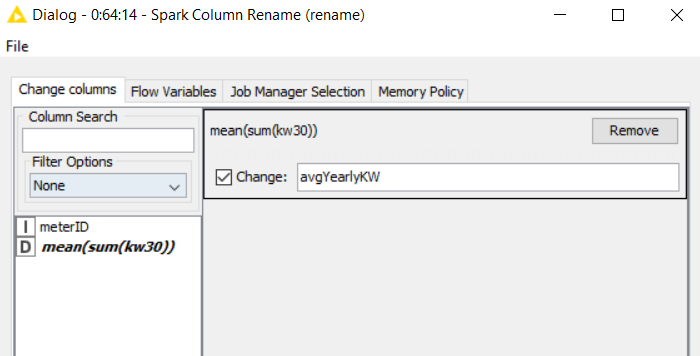 Dialog - 0:64:14 - Spark Column Rename (rename)
File
Change columns Flow Variables Job Manager Selection Memory Policy
Column Search
Filter Options
None
I meterID
D mean(sum(kw30))
mean(sum(kw30)) Remove
Change: avgYearlyKW